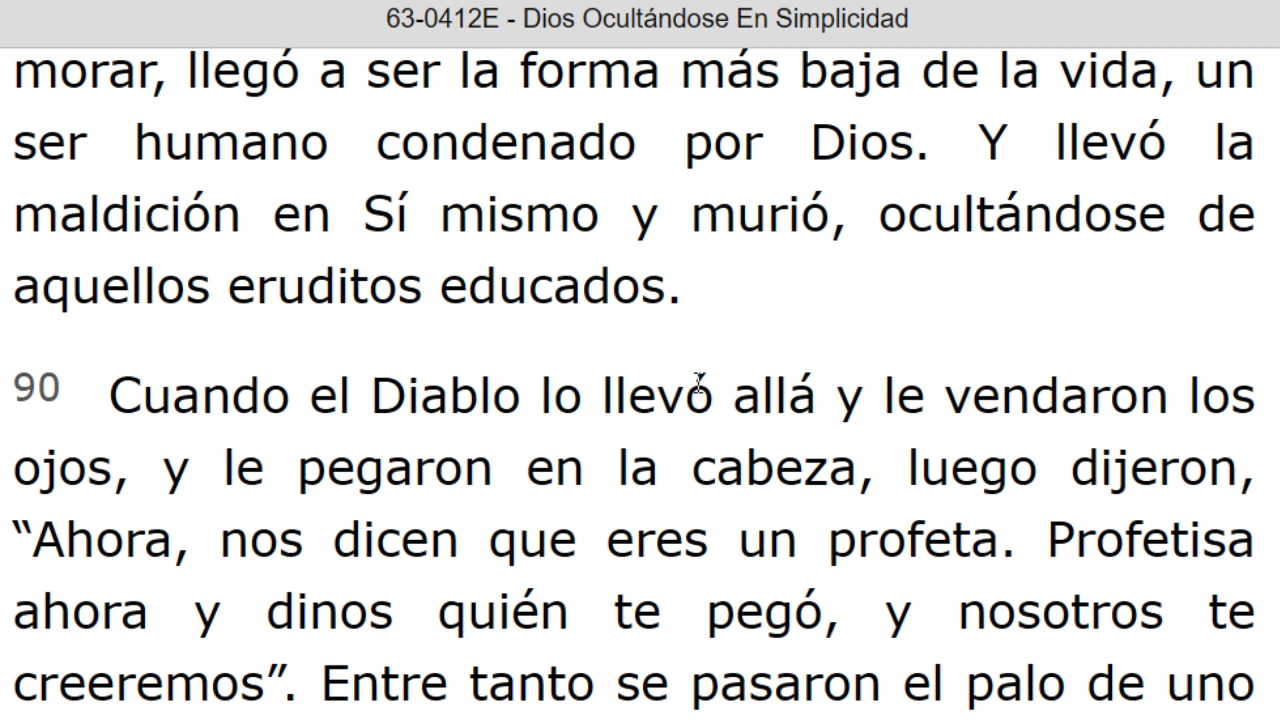 63-0412E - Dios Ocultándose En Simplicidad
morar, llegó a ser la forma más baja de la vida, un
ser humano condenado por Dios. Y llevó la
maldición en Sí mismo y murió, ocultándose de
aquellos eruditos educados.
90 Cuando el Diablo lo llevó allá y le vendaron los
ojos, y le pegaron en la cabeza, luego dijeron,
“Ahora, nos dicen que eres un profeta. Profetisa
ahora y dinos quién te pegó, y nosotros te
creeremos”. Entre tanto se pasaron el palo de uno